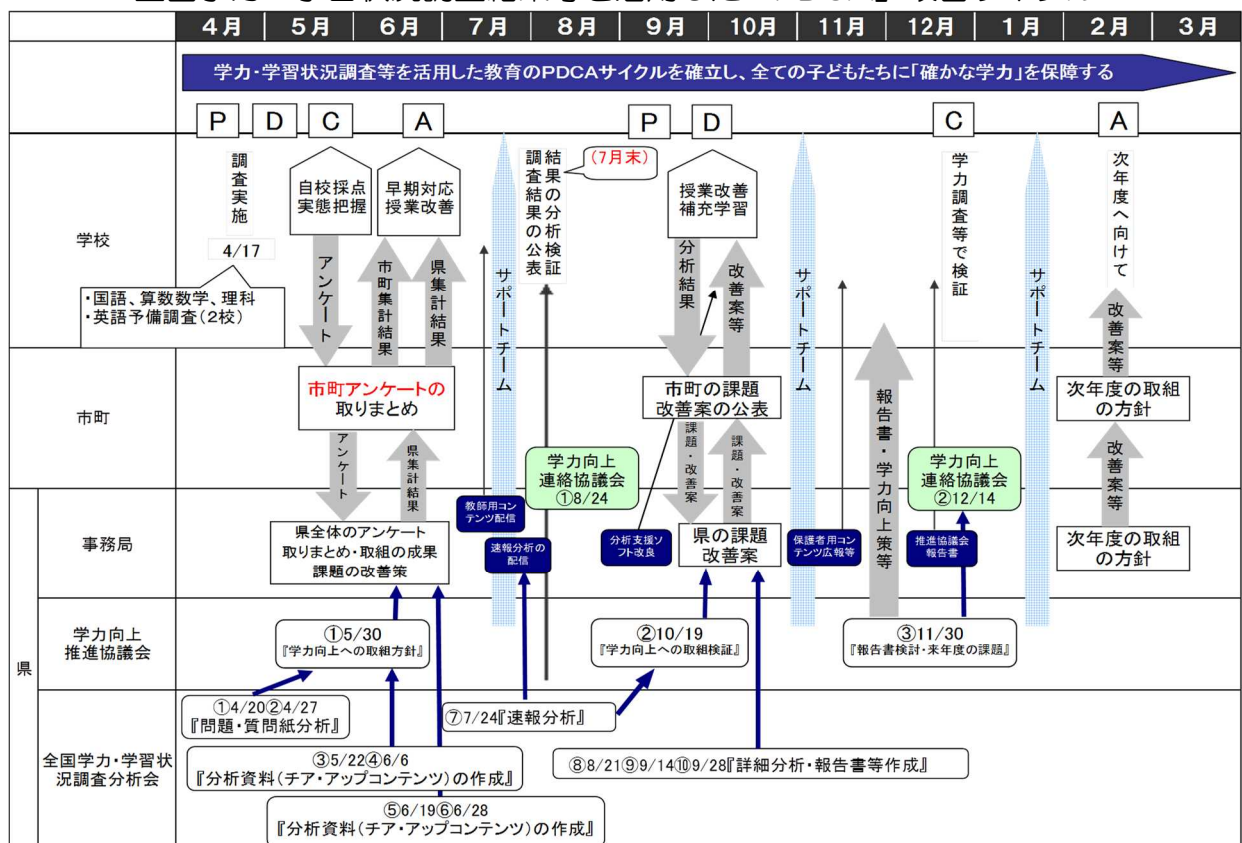 4月 5月 6月 7月 8月 9月 10月 11月 12月 1月 2月 3月
学力・学習状況調査等を活用した教育のPDCAサイクルを確立し、全ての子どもたちに「確かな学力」を保障する
P D C A P D C A
学校
調査実施
4/17
・国語、算数数学、理科
・英語予備調査(2校)
自校採点
実態把握
早期対応
授業改善
アンケート
市町集計結果
県集計結果
サポートチーム
結果の分析検証
調査結果の公表
(7月末)
授業改善
補充学習
分析結果
改善案等
サポートチーム
学力調査等で検証
サポートチーム
次年度へ向けて
改善案等
市町
市町アンケートの
取りまとめ
アンケート
県集計結果
学力向上
連絡協議会
①8/24
市町の課題
改善案の公表
課題・改善案
課題・改善案
報告書・学力向上策等
学力向上
連絡協議会
②12/14
次年度の取組
の方針
改善案等
県
事務局
県全体のアンケート
取りまとめ・取組の成果
課題の改善策
教師用コン
テンツ配信
速報分析の
配信
分析支援ソ
フト改良
県の課題
改善案
保護者用コン
テンツ広報等
推進協議会
報告書
次年度の取組
の方針
学力向上
推進協議会
①5/30
『学力向上への取組方針』
②10/19
『学力向上への取組検証』
③11/30
『報告書検討・来年度の課題』
全国学力・学習状
況調査分析会
①4/20②4/27
『問題・質問紙分析』
③5/22④6/6
『分析資料(チア・アップコンテンツ)の作成』
⑤6/19⑥6/28
『分析資料(チア・アップコンテンツ)の作成』
⑦7/24『速報分析』
⑧8/21⑨9/14⑩9/28『詳細分析・報告書等作成』